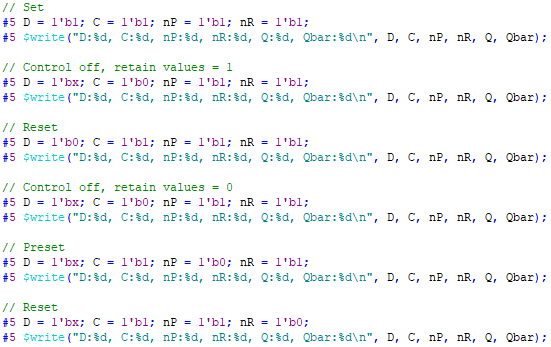 // Set
#5 D = 1'b1; C = 1'b1; nP = 1'b1; nR = 1'b1;
#5 $write("D:%d, C:%d, nP:%d, nR:%d, Q:%d, Qbar:%d\n", D, C, nP, nR, Q, Qbar);
// Control off, retain values = 1
#5 D = 1'bx; C = 1'b0; nP = 1'b1; nR = 1'b1;
#5 $write("D:%d, C:%d, nP:%d, nR:%d, Q:%d, Qbar:%d\n", D, C, nP, nR, Q, Qbar);
// Reset
#5 D = 1'b0; C = 1'b1; nP = 1'b1; nR = 1'b1;
#5 $write("D:%d, C:%d, nP:%d, nR:%d, Q:%d, Qbar:%d\n", D, C, nP, nR, Q, Qbar);
// Control off, retain values = 0
#5 D = 1'bx; C = 1'b0; nP = 1'b1; nR = 1'b1;
#5 $write("D:%d, C:%d, nP:%d, nR:%d, Q:%d, Qbar:%d\n", D, C, nP, nR, Q, Qbar);
// Preset
#5 D = 1'bx; C = 1'b1; nP = 1'b0; nR = 1'b1;
#5 $write("D:%d, C:%d, nP:%d, nR:%d, Q:%d, Qbar:%d\n", D, C, nP, nR, Q, Qbar);
// Reset
#5 D = 1'bx; C = 1'b1; nP = 1'b1; nR = 1'b0;
#5 $write("D:%d, C:%d, nP:%d, nR:%d, Q:%d, Qbar:%d\n", D, C, nP, nR, Q, Qbar);